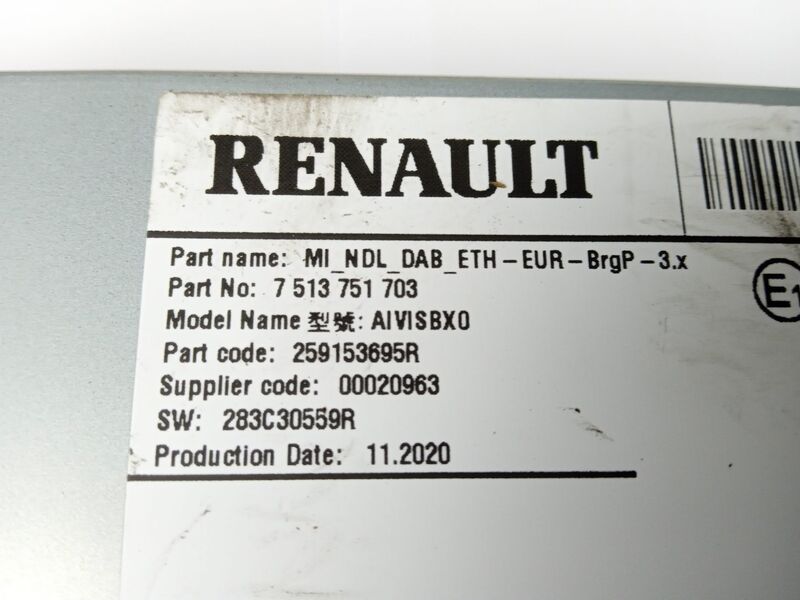 RENAULT
Part name: MI_NDL_DAB_ETH-EUR-BrgP-3.x
Part No: 7 513 751 703
E1
Model Name 型號: AIVISBX0
Part code: 259153695R
Supplier code: 00020963
SW: 283C30559R
Production Date: 11.2020